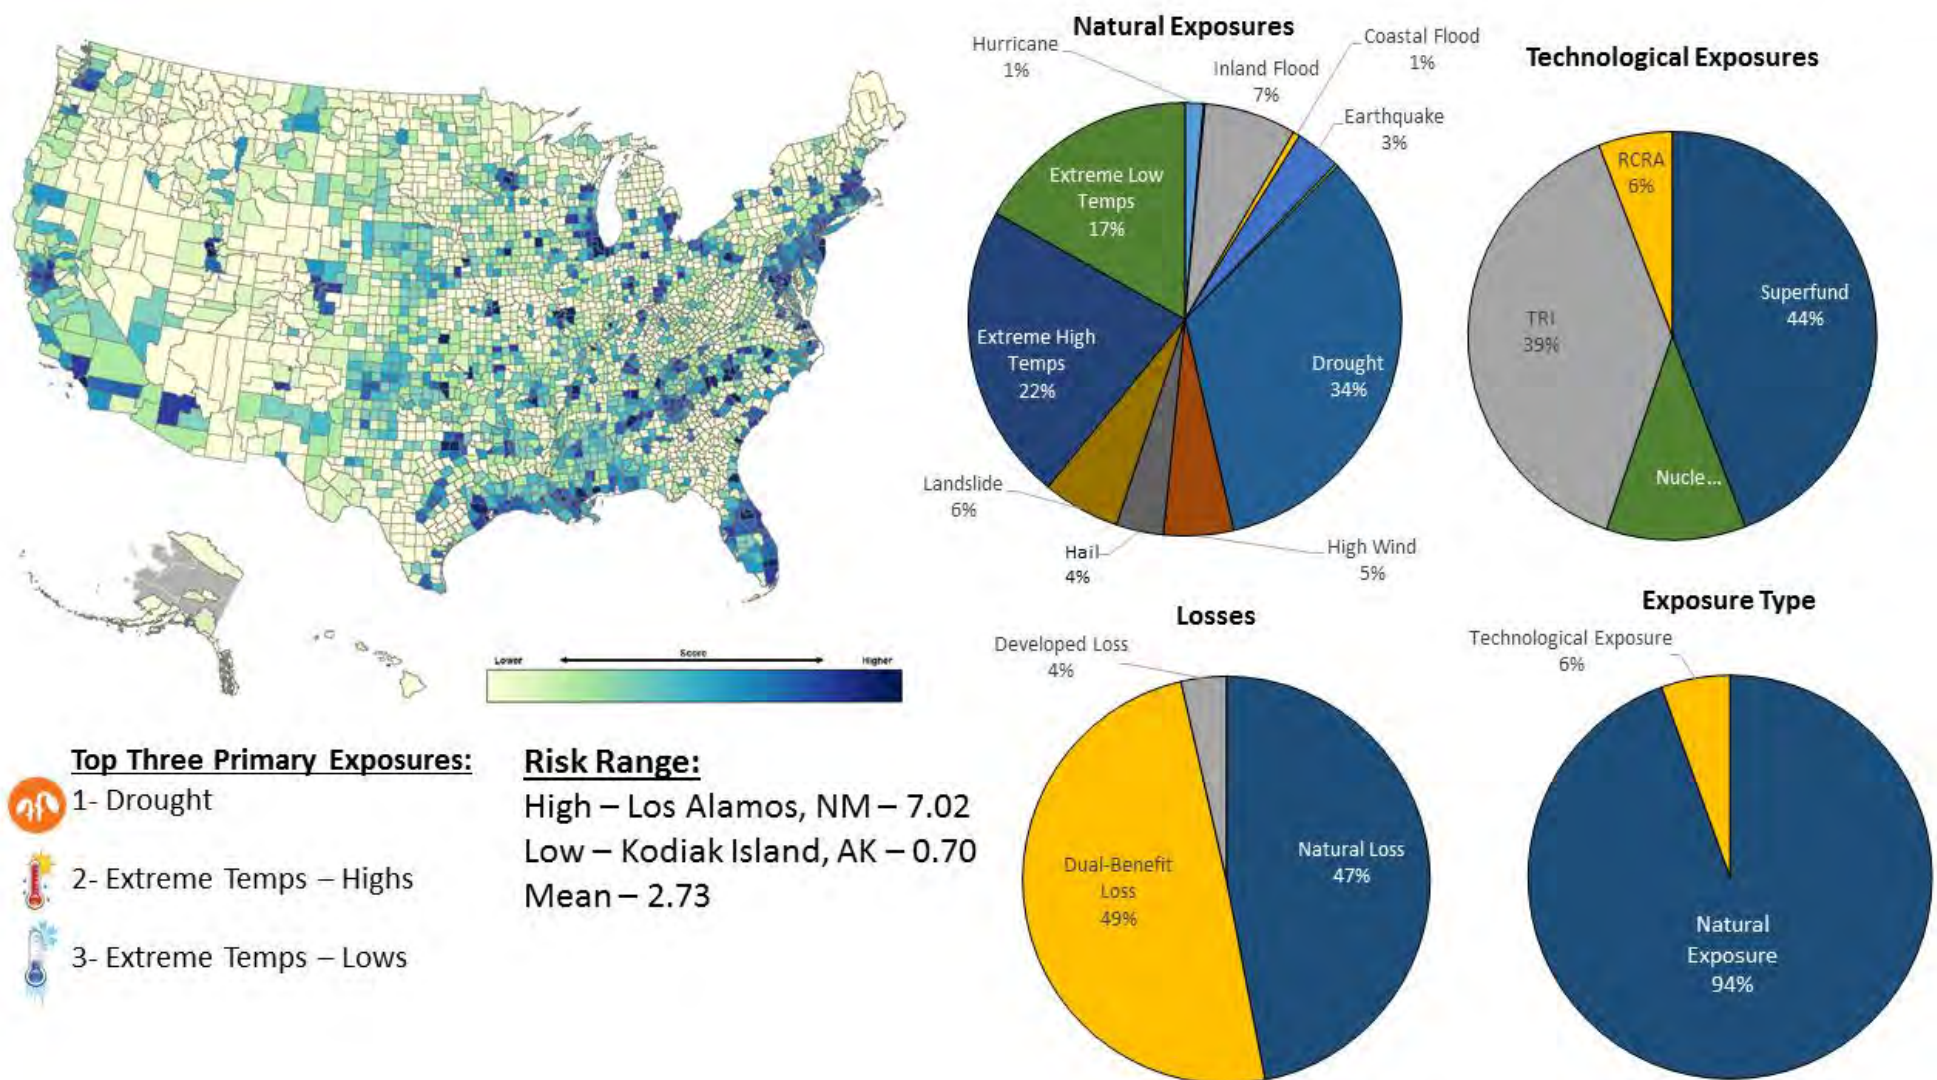 Natural Exposures
Hurricane
1%
Inland Flood
7%
Coastal Flood
1%
Earthquake
3%
Extreme Low
Temps
17%
Extreme High
Temps
22%
Drought
34%
Landslide
6%
Hail
4%
High Wind
5%
Technological Exposures
RCRA
6%
Superfund
44%
TRI
39%
Nucle...
Lower
Score
Higher
Top Three Primary Exposures:
1- Drought
2- Extreme Temps – Highs
3- Extreme Temps – Lows
Risk Range:
High – Los Alamos, NM – 7.02
Low – Kodiak Island, AK – 0.70
Mean – 2.73
Losses
Developed Loss
4%
Dual-Benefit
Loss
49%
Natural Loss
47%
Exposure Type
Technological Exposure
6%
Natural
Exposure
94%